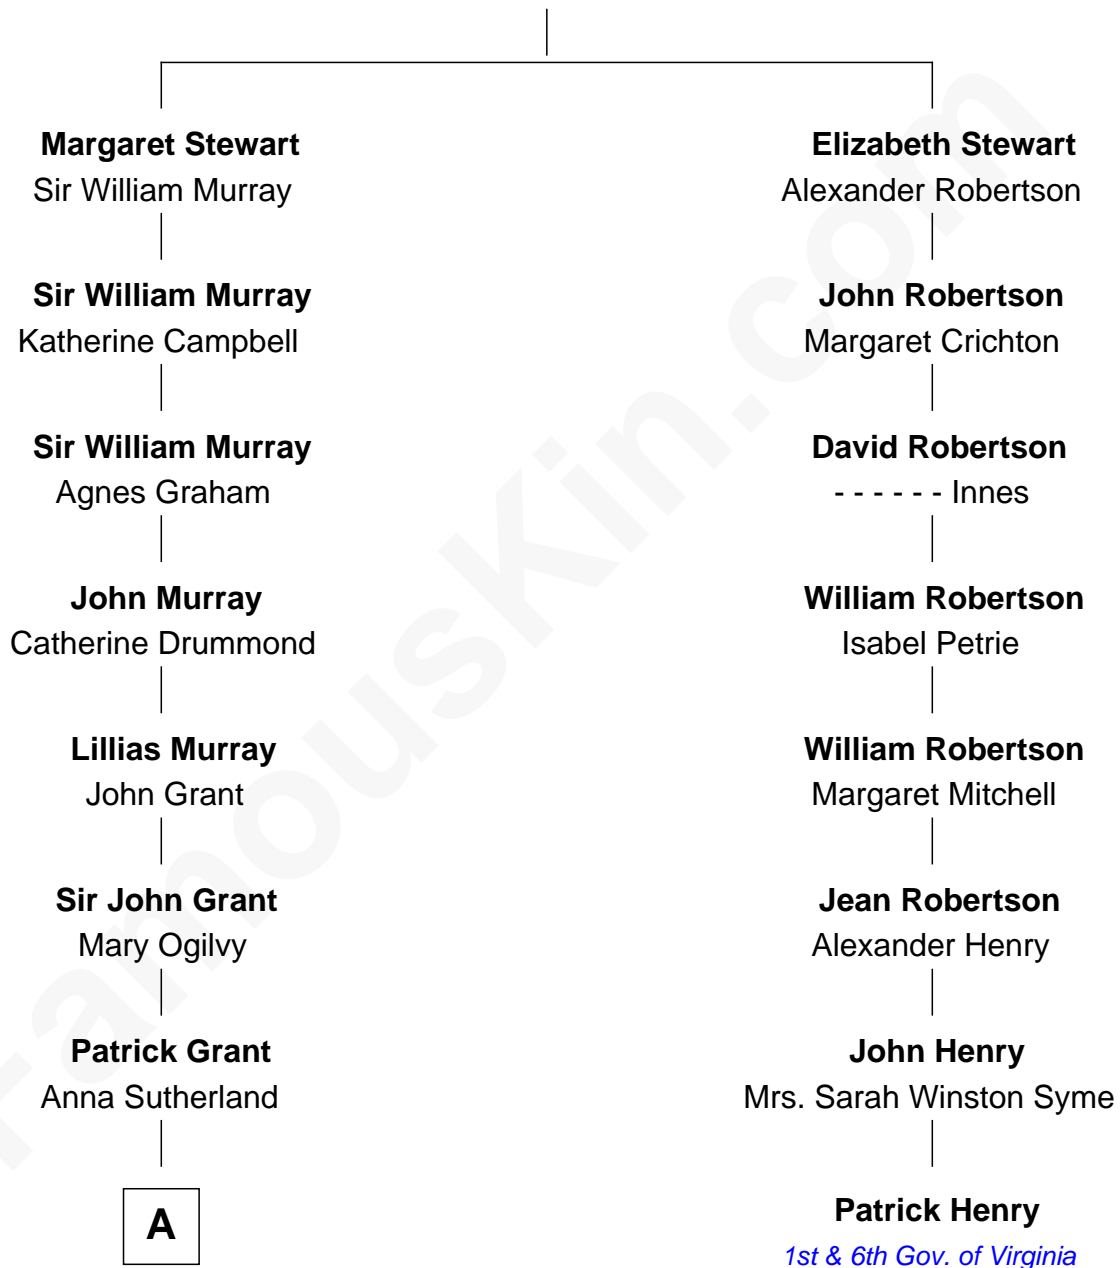 Margaret Stewart
Sir William Murray
Elizabeth Stewart
Alexander Robertson
Sir William Murray
Katherine Campbell
John Robertson
Margaret Crichton
Sir William Murray
Agnes Graham
David Robertson
- - - - - - Innes
John Murray
Catherine Drummond
William Robertson
Isabel Petrie
Lillias Murray
John Grant
William Robertson
Margaret Mitchell
Sir John Grant
Mary Ogilvy
Jean Robertson
Alexander Henry
Patrick Grant
Anna Sutherland
John Henry
Mrs. Sarah Winston Syme
A
Patrick Henry
1st & 6th Gov. of Virginia
FamousKin.com